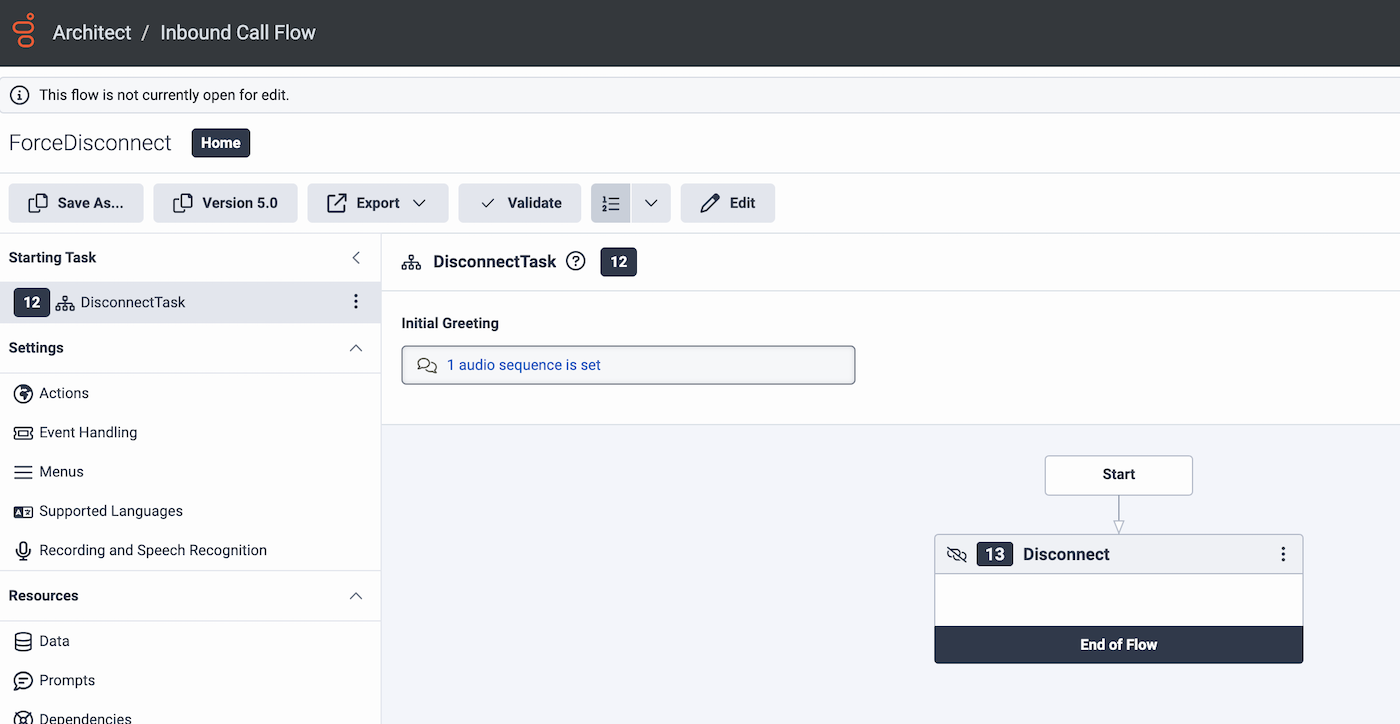 Architect / Inbound Call Flow
This flow is not currently open for edit.
ForceDisconnect Home
Save As... Version 5.0 Export Validate Edit
Starting Task
12 DisconnectTask
Settings
Actions
Event Handling
Menus
Supported Languages
Recording and Speech Recognition
Resources
Data
Prompts
Dependencies
DisconnectTask ? 12
Initial Greeting
1 audio sequence is set
Start
13 Disconnect
End of Flow